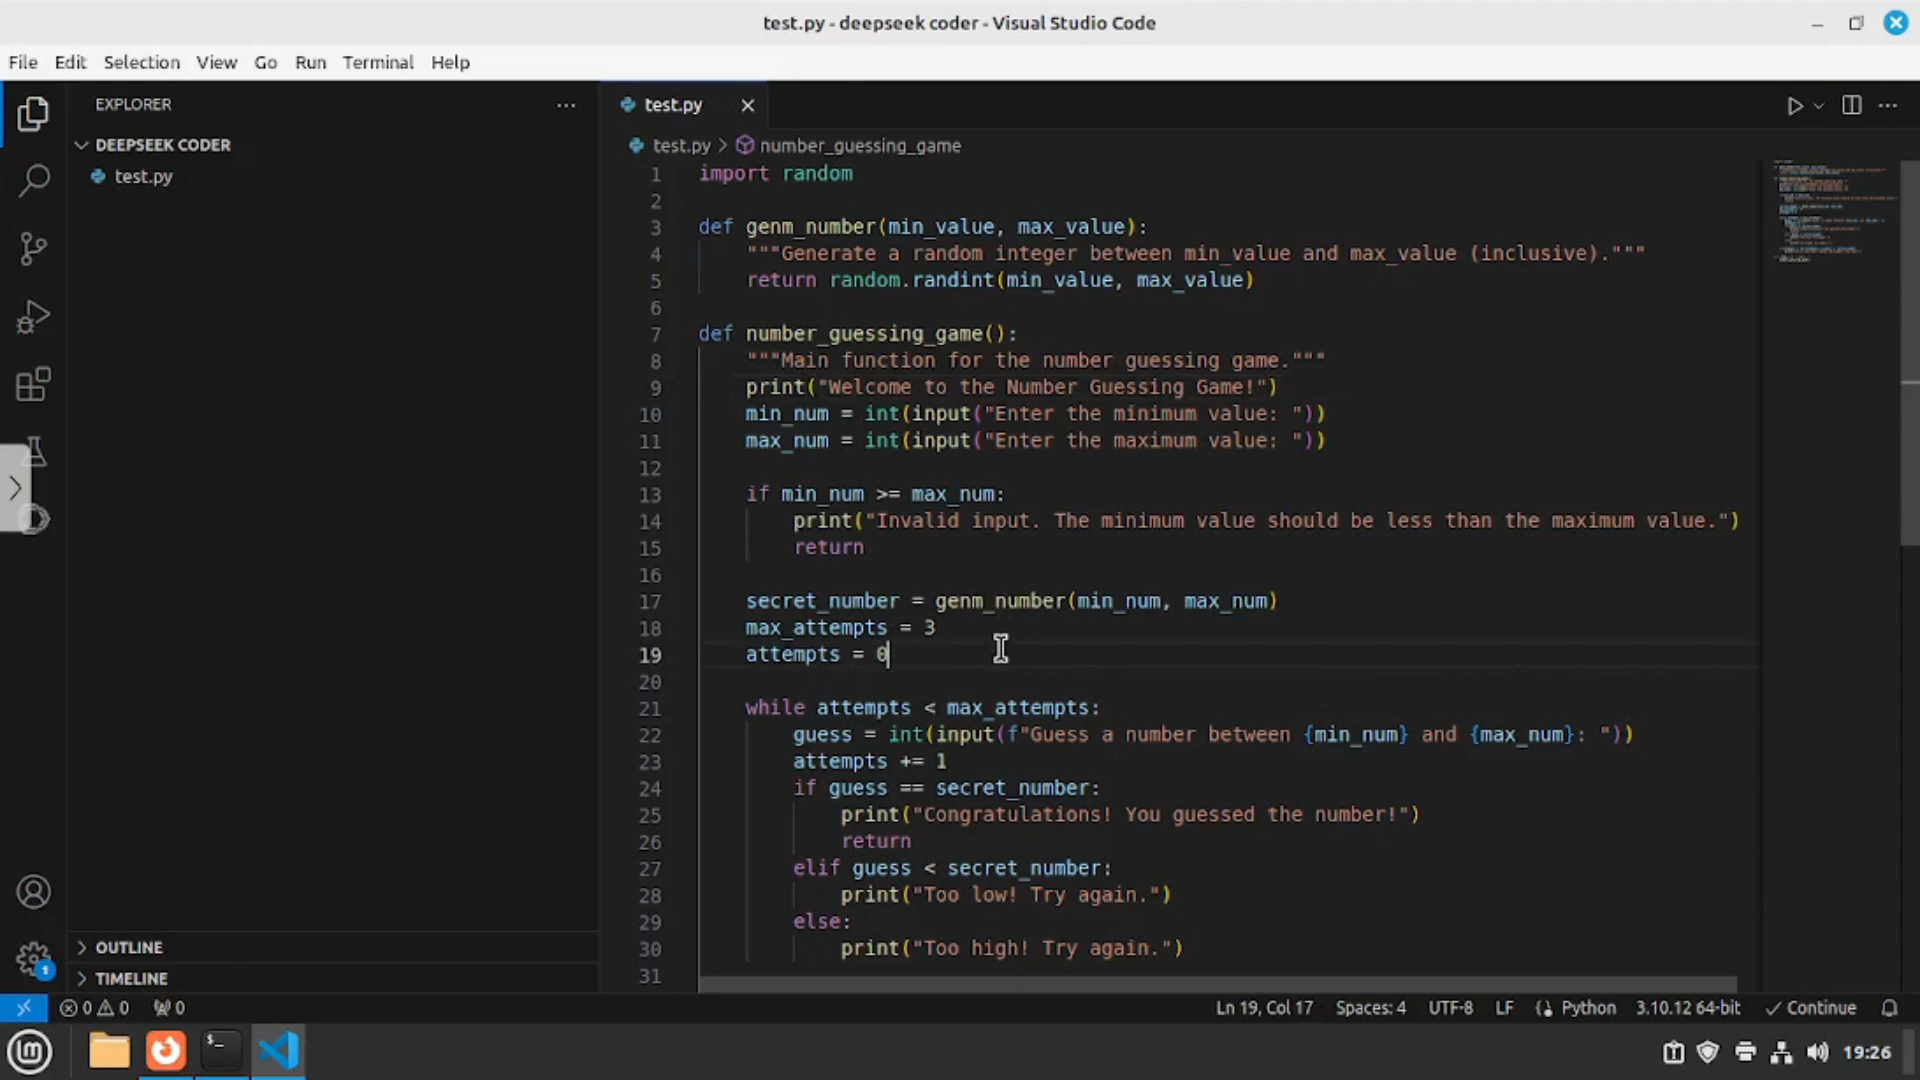 test.py - deepseek coder - Visual Studio Code
File Edit Selection View Go Run Terminal Help
EXPLORER
DEEPSEEK CODER
test.py
OUTLINE
TIMELINE
test.py
test.py > number_guessing_game
1 import random
2
3 def genm_number(min_value, max_value):
4 """Generate a random integer between min_value and max_value (inclusive)."""
5 return random.randint(min_value, max_value)
6
7 def number_guessing_game():
8 """Main function for the number guessing game."""
9 print("Welcome to the Number Guessing Game!")
10 min_num = int(input("Enter the minimum value: "))
11 max_num = int(input("Enter the maximum value: "))
12
13 if min_num >= max_num:
14 print("Invalid input. The minimum value should be less than the maximum value.")
15 return
16
17 secret_number = genm_number(min_num, max_num)
18 max_attempts = 3
19 attempts = 0
20
21 while attempts < max_attempts:
22 guess = int(input(f"Guess a number between {min_num} and {max_num}: "))
23 attempts += 1
24 if guess == secret_number:
25 print("Congratulations! You guessed the number!")
26 return
27 elif guess < secret_number:
28 print("Too low! Try again.")
29 else:
30 print("Too high! Try again.")
31
1
0 0 0 Ln 19, Col 17 Spaces: 4 UTF-8 LF Python 3.10.12 64-bit Continue
19:26